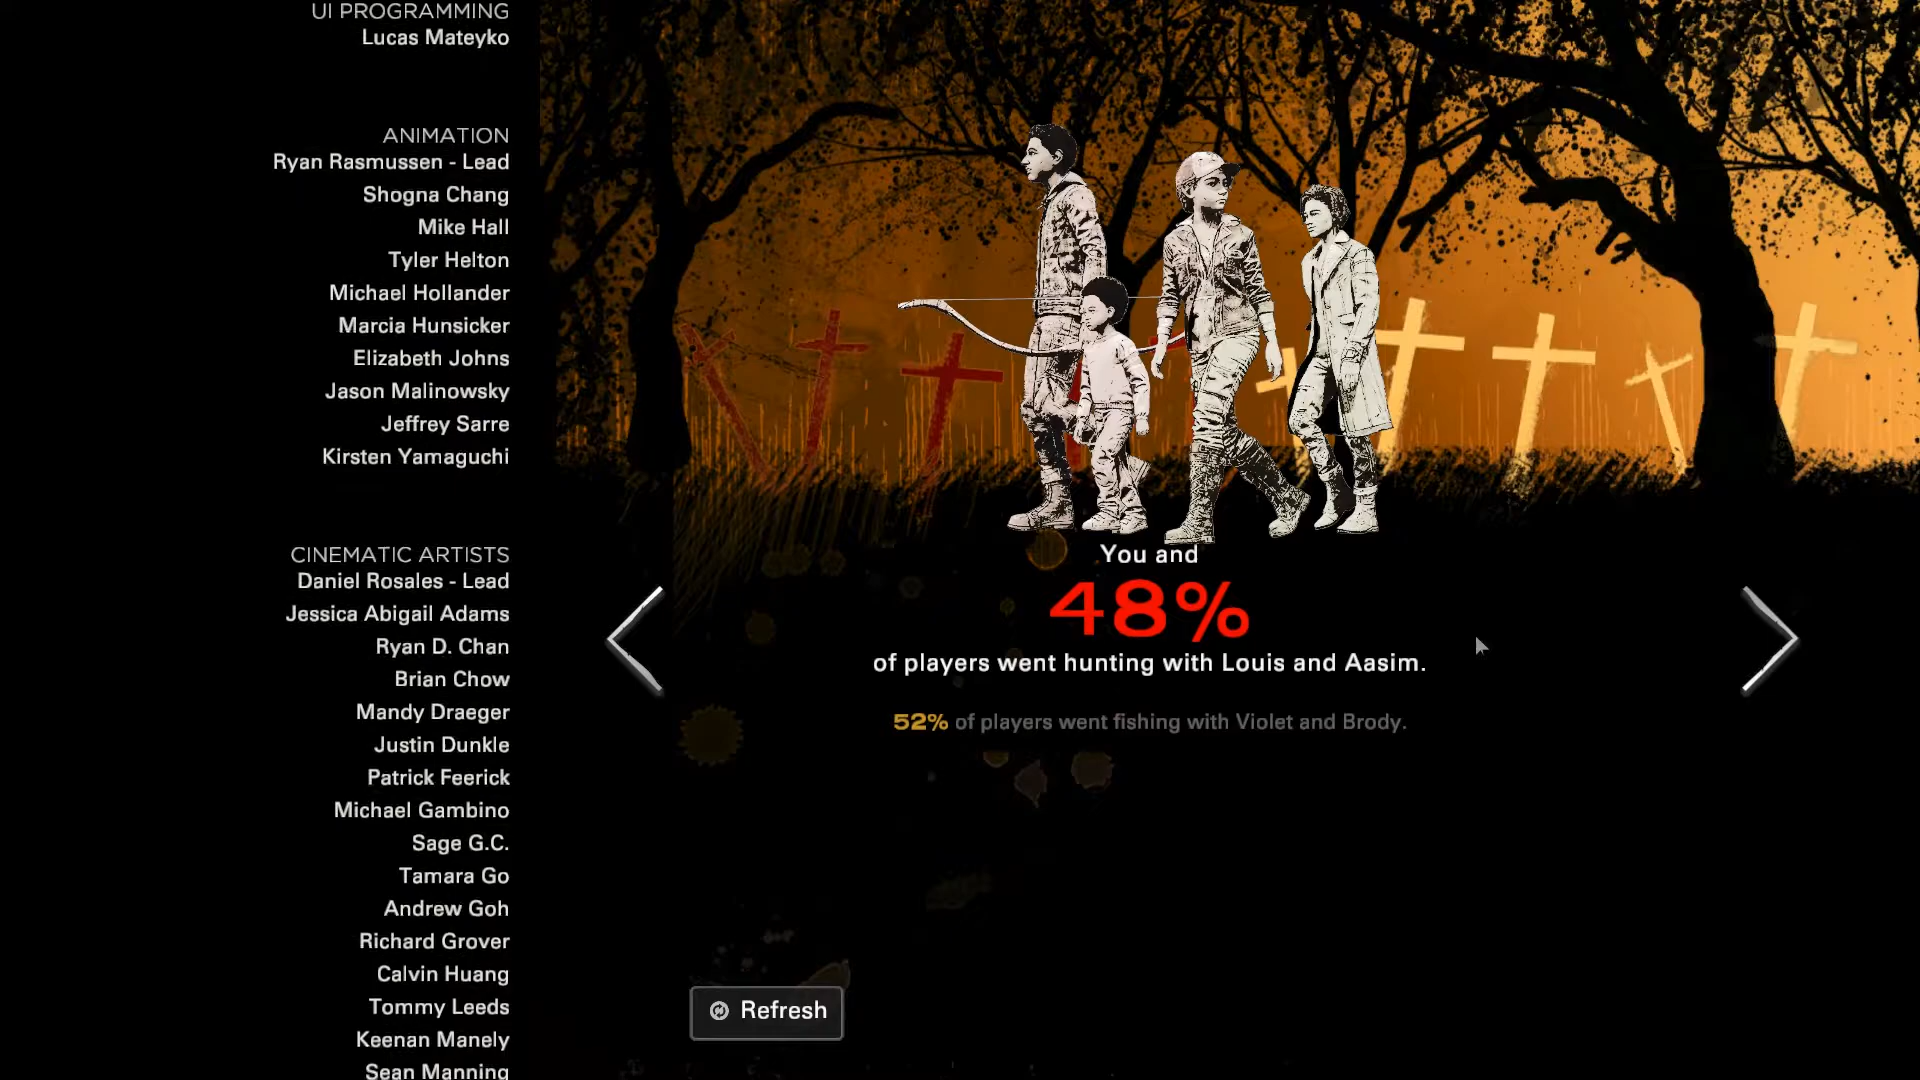 UI PROGRAMMING
Lucas Mateyko
ANIMATION
Ryan Rasmussen - Lead
Shogna Chang
Mike Hall
Tyler Helton
Michael Hollander
Marcia Hunsicker
Elizabeth Johns
Jason Malinowsky
Jeffrey Sarre
Kirsten Yamaguchi
CINEMATIC ARTISTS
Daniel Rosales - Lead
Jessica Abigail Adams
Ryan D. Chan
Brian Chow
Mandy Draeger
Justin Dunkle
Patrick Feerick
Michael Gambino
Sage G.C.
Tamara Go
Andrew Goh
Richard Grover
Calvin Huang
Tommy Leeds
Keenan Manely
Sean Manning
You and
48%
of players went hunting with Louis and Aasim.
52% of players went fishing with Violet and Brody.
Refresh